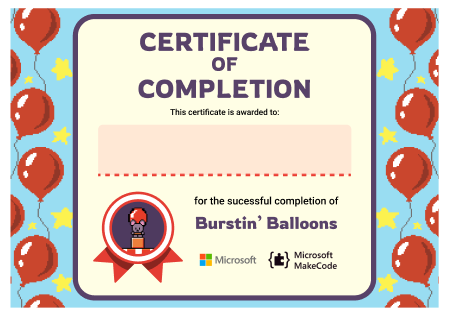 CERTIFICATE
OF
COMPLETION
This certificate is awarded to:
for the sucessful completion of
Burstin' Balloons
Microsoft
Microsoft
MakeCode